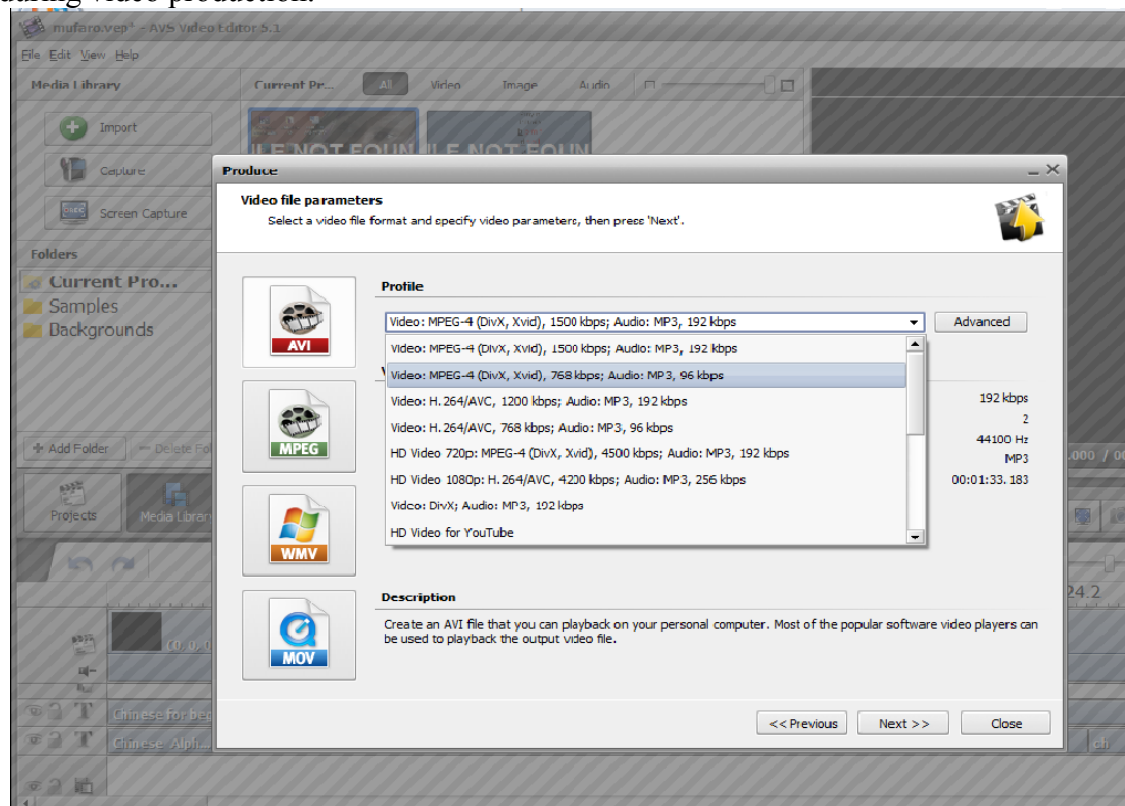 during video production.
mufaro.vep* - AVS Video Editor 5.1
File Edit View Help
Media Library
Current Pr... All Video Image Audio
Import
Capture
Screen Capture
Folders
Current Pro...
Samples
Backgrounds
+ Add Folder
Projects
Media Library
Chinese for beg
Chinese Alph...
Produce
Video file parameters
Select a video file format and specify video parameters, then press 'Next'.
AVI
MPEG
WMV
MOV
Profile
Video: MPEG-4 (DivX, Xvid), 1500 kbps; Audio: MP3, 192 kbps
Advanced
Video: MPEG-4 (DivX, Xvid), 1500 kbps; Audio: MP3, 192 kbps
Video: MPEG-4 (DivX, Xvid), 768 kbps; Audio: MP3, 96 kbps
Video: H.264/AVC, 1200 kbps; Audio: MP3, 192 kbps
Video: H.264/AVC, 768 kbps; Audio: MP3, 96 kbps
HD Video 720p: MPEG-4 (DivX, Xvid), 4500 kbps; Audio: MP3, 192 kbps
HD Video 1080p: H.264/AVC, 4200 kbps; Audio: MP3, 256 kbps
Video: DivX; Audio: MP3, 192 kbps
HD Video for YouTube
192 kbps
2
44100 Hz
MP3
00:01:33.183
Description
Create an AVI file that you can playback on your personal computer. Most of the popular software video players can
be used to playback the output video file.
<< Previous
Next >>
Close
24.2